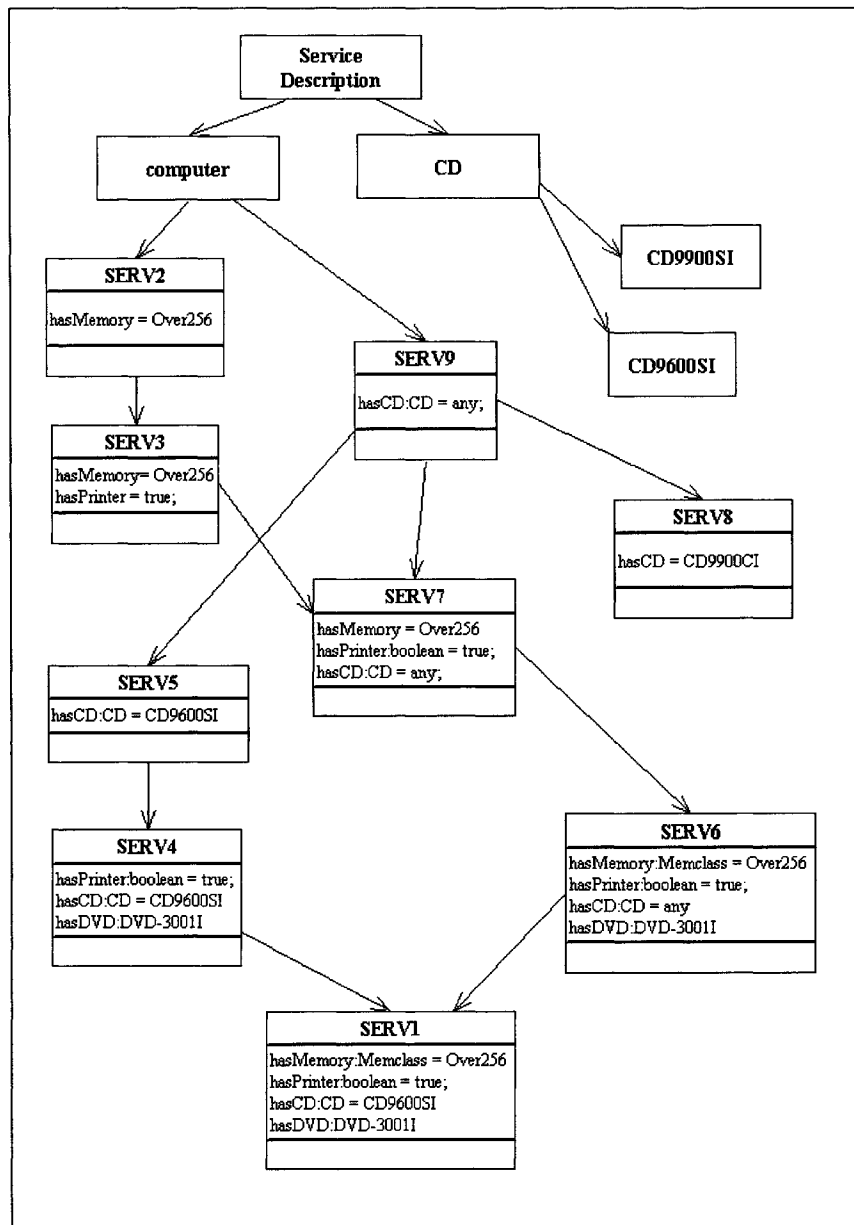 Service
Description
computer
CD
CD9900SI
CD9600SI
SERV2
hasMemory = Over256
SERV9
hasCD:CD = any;
SERV3
hasMemory= Over256
hasPrinter = true;
SERV8
hasCD = CD9900CI
SERV7
hasMemory = Over256
hasPrinter:boolean = true;
hasCD:CD = any;
SERV5
hasCD:CD = CD9600SI
SERV4
hasPrinter:boolean = true;
hasCD:CD = CD9600SI
hasDVD:DVD-3001I
SERV6
hasMemory:Memclass = Over256
hasPrinter:boolean = true;
hasCD:CD = any
hasDVD:DVD-3001I
SERV1
hasMemory:Memclass = Over256
hasPrinter:boolean = true;
hasCD:CD = CD9600SI
hasDVD:DVD-3001I